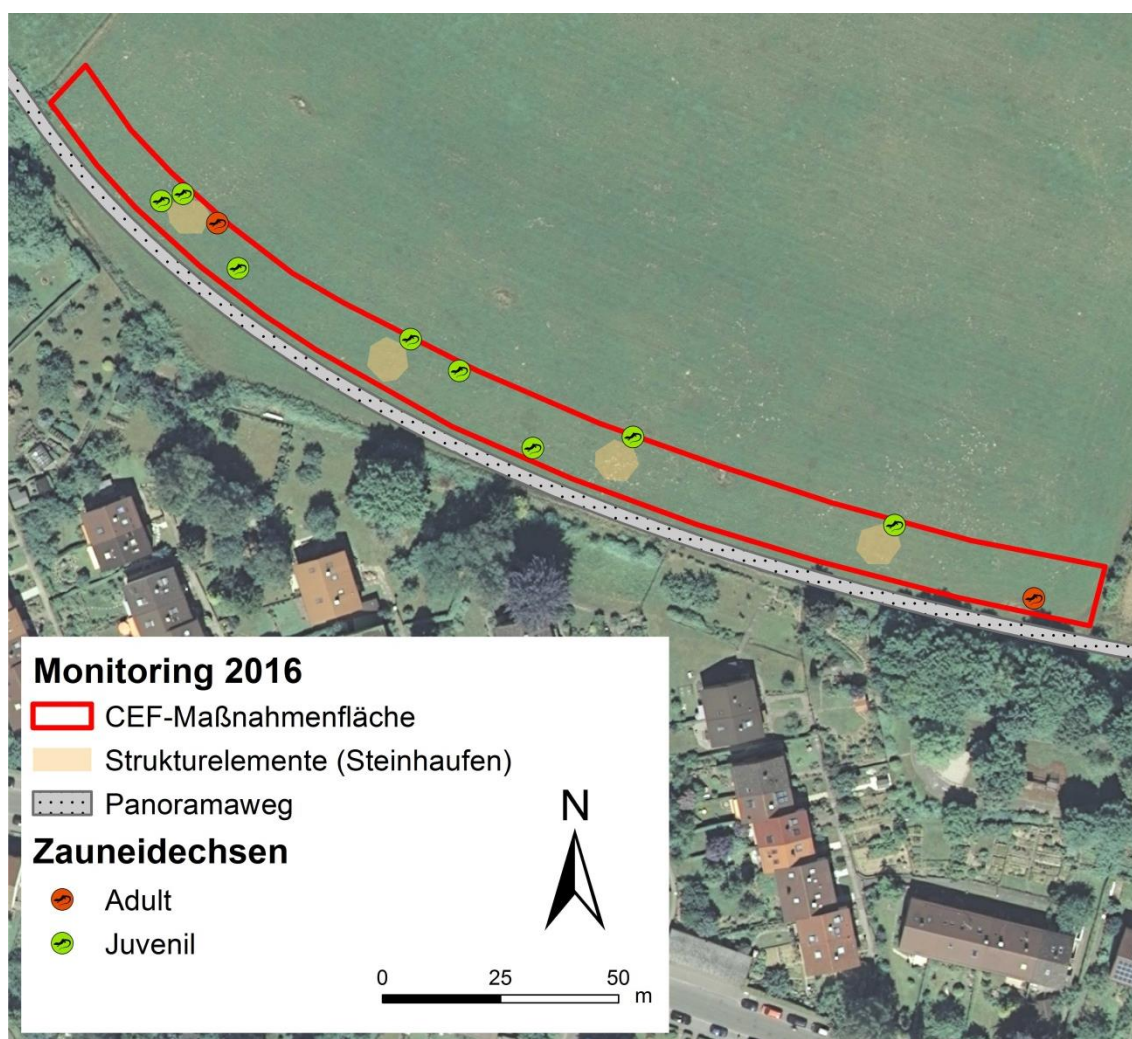 Monitoring 2016
CEF-Maßnahmenfläche
Strukturelemente (Steinhaufen)
Panoramaweg
Zauneidechsen
Adult
Juvenil
N
0 25 50
m